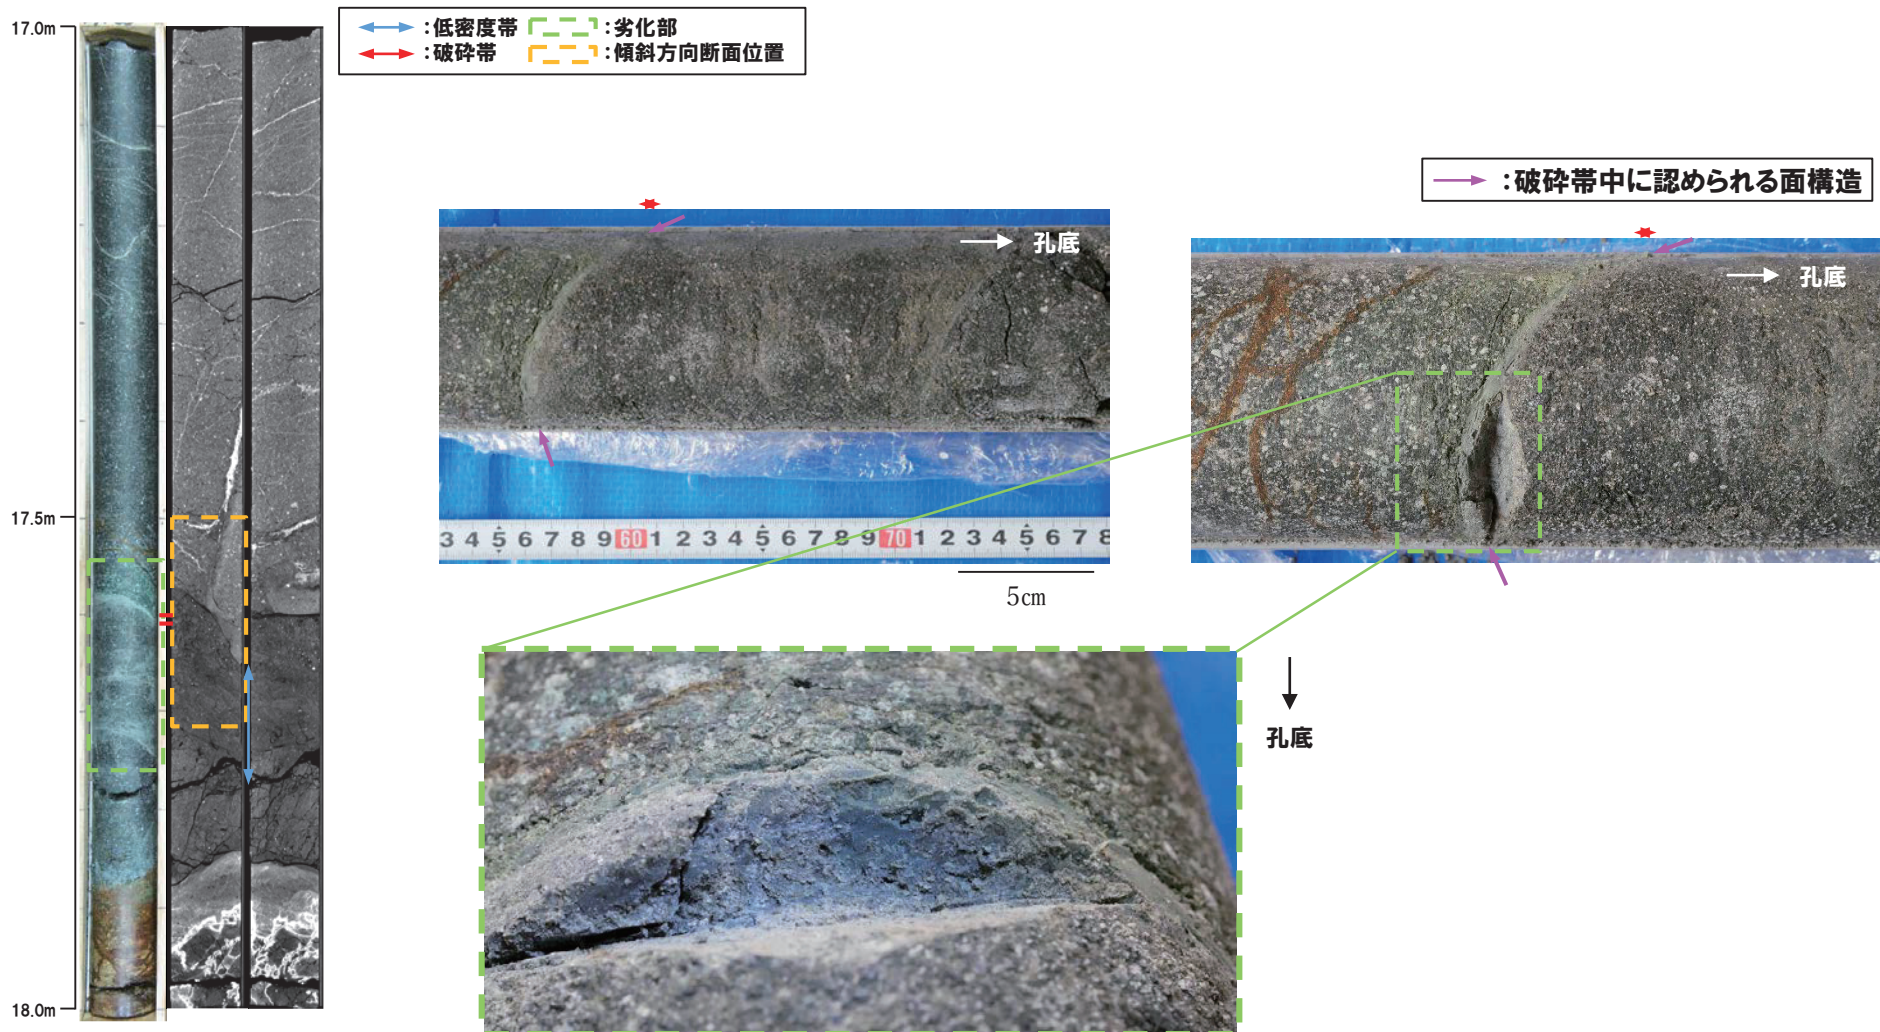 17.0m
17.5m
18.0m
:低密度帯
:劣化部
:破砕帯
:傾斜方向断面位置
:破砕帯中に認められる面構造
孔底
孔底
3 4 5 6 7 8 9 60 1 2 3 4 5 6 7 8 9 70 1 2 3 4 5 6 7 8
5cm
孔底